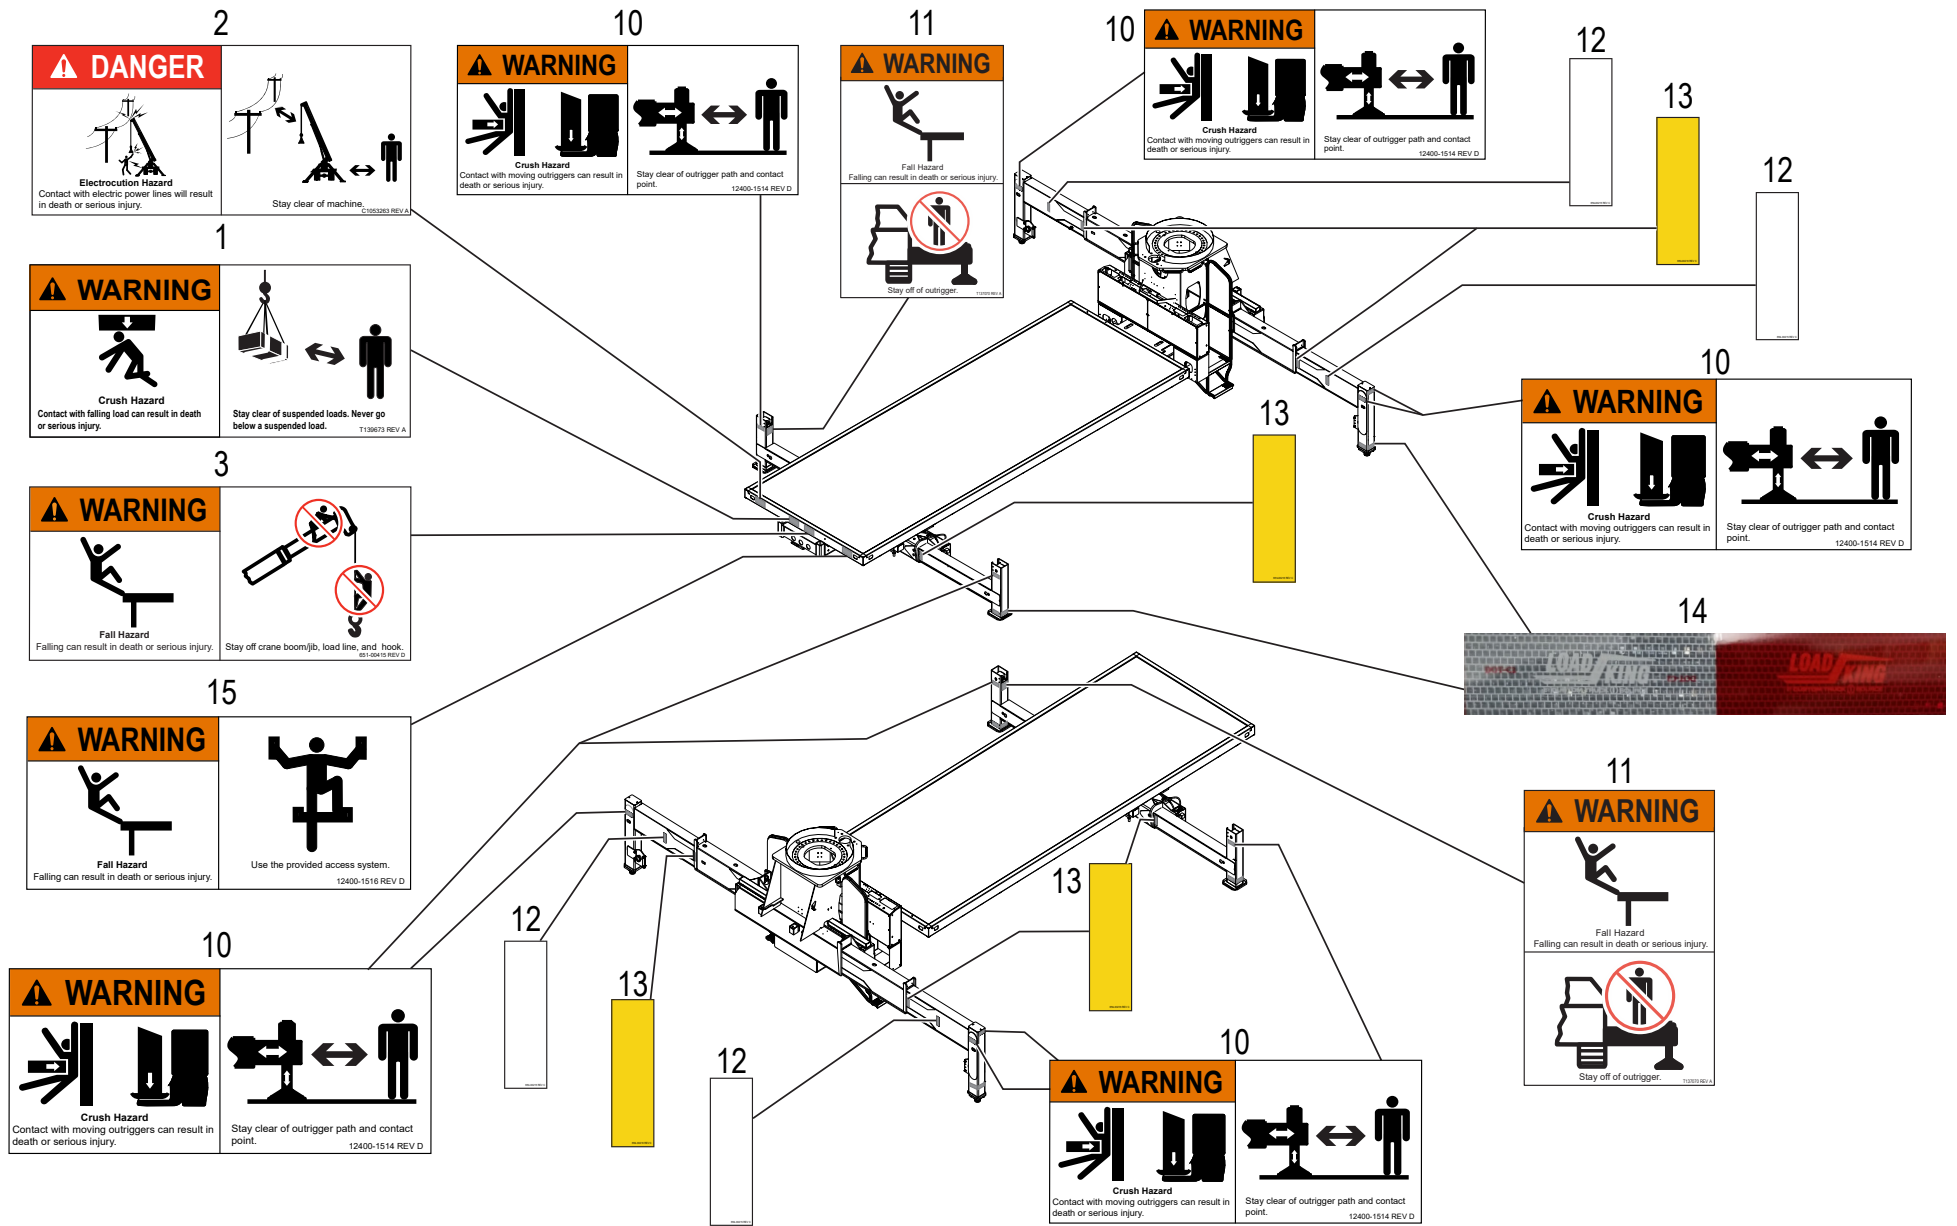 2
DANGER
Electrocution Hazard
Contact with electric power lines will result
in death or serious injury.
Stay clear of machine.
C1053263 REV A
10
WARNING
Crush Hazard
Contact with moving outriggers can result in
death or serious injury.
Stay clear of outrigger path and contact
point.
12400-1514 REV D
11
WARNING
Fall Hazard
Falling can result in death or serious injury.
Stay off of outrigger.
10
WARNING
Crush Hazard
Contact with moving outriggers can result in
death or serious injury.
Stay clear of outrigger path and contact
point.
12400-1514 REV D
12
13
12
1
WARNING
Crush Hazard
Contact with falling load can result in death
or serious injury.
Stay clear of suspended loads. Never go
below a suspended load.
T139673 REV A
10
WARNING
Crush Hazard
Contact with moving outriggers can result in
death or serious injury.
Stay clear of outrigger path and contact
point.
12400-1514 REV D
13
3
WARNING
Fall Hazard
Falling can result in death or serious injury.
Stay off crane boom/jib, load line, and hook.
651-00415 REV D
14
LOAD KING
LOAD KING
15
WARNING
Fall Hazard
Falling can result in death or serious injury.
Use the provided access system.
12400-1516 REV D
11
WARNING
Fall Hazard
Falling can result in death or serious injury.
Stay off of outrigger.
13
12
13
12
10
WARNING
Crush Hazard
Contact with moving outriggers can result in
death or serious injury.
Stay clear of outrigger path and contact
point.
12400-1514 REV D
10
WARNING
Crush Hazard
Contact with moving outriggers can result in
death or serious injury.
Stay clear of outrigger path and contact
point.
12400-1514 REV D